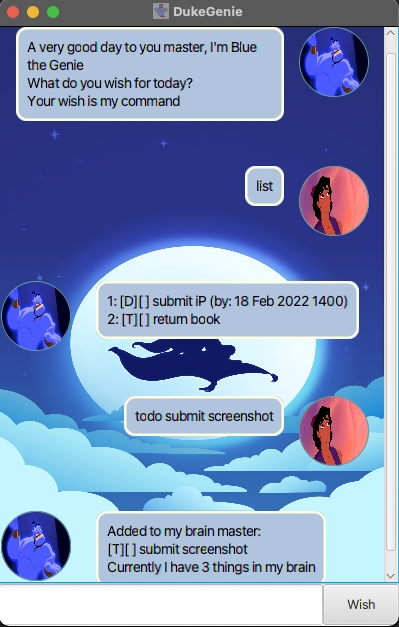 DukeGenie
A very good day to you master, I'm Blue
the Genie
What do you wish for today?
Your wish is my command
list
1: [D][ ] submit iP (by: 18 Feb 2022 1400)
2: [T][ ] return book
todo submit screenshot
Added to my brain master:
[T][ ] submit screenshot
Currently I have 3 things in my brain
Wish